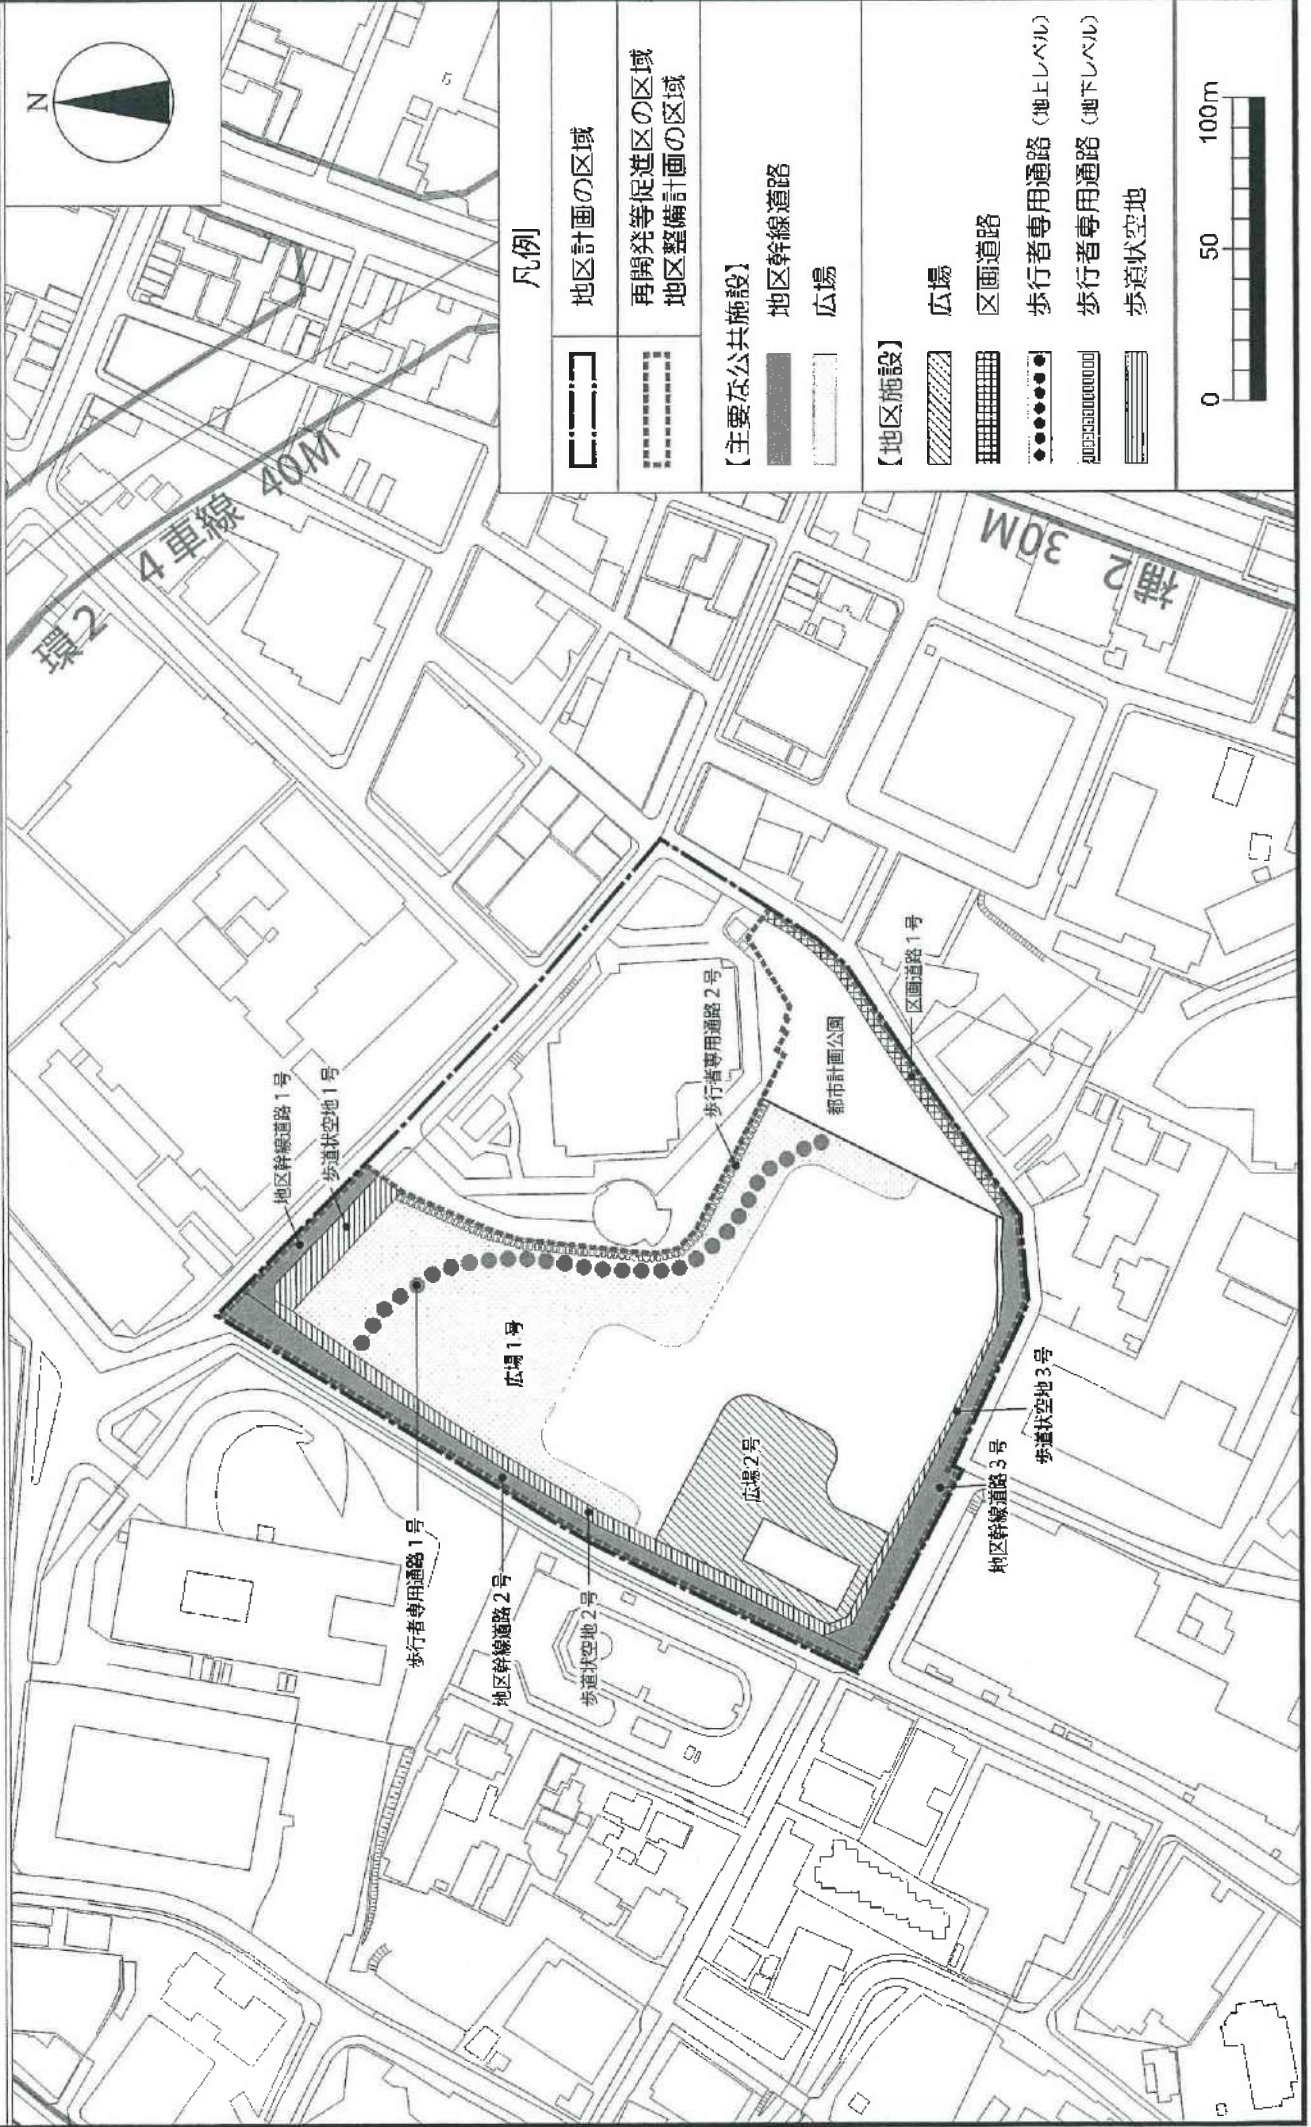 N
凡例
地区計画の区域
再開発等促進区の区域
地区整備計画の区域
【主要な公共施設】
地区幹線道路
広場
【地区施設】
広場
区画道路
歩行者専用通路（地上レベル）
歩行者専用通路（地下レベル）
歩道状空地
0
50
100m
環2
4車線 40M
補2 30M
地区幹線道路1号
歩道状空地1号
歩行者専用通路2号
都市計画公園
区画道路1号
広場1号
広場2号
歩行者専用通路1号
地区幹線道路2号
歩道状空地2号
地区幹線道路3号
歩道状空地3号